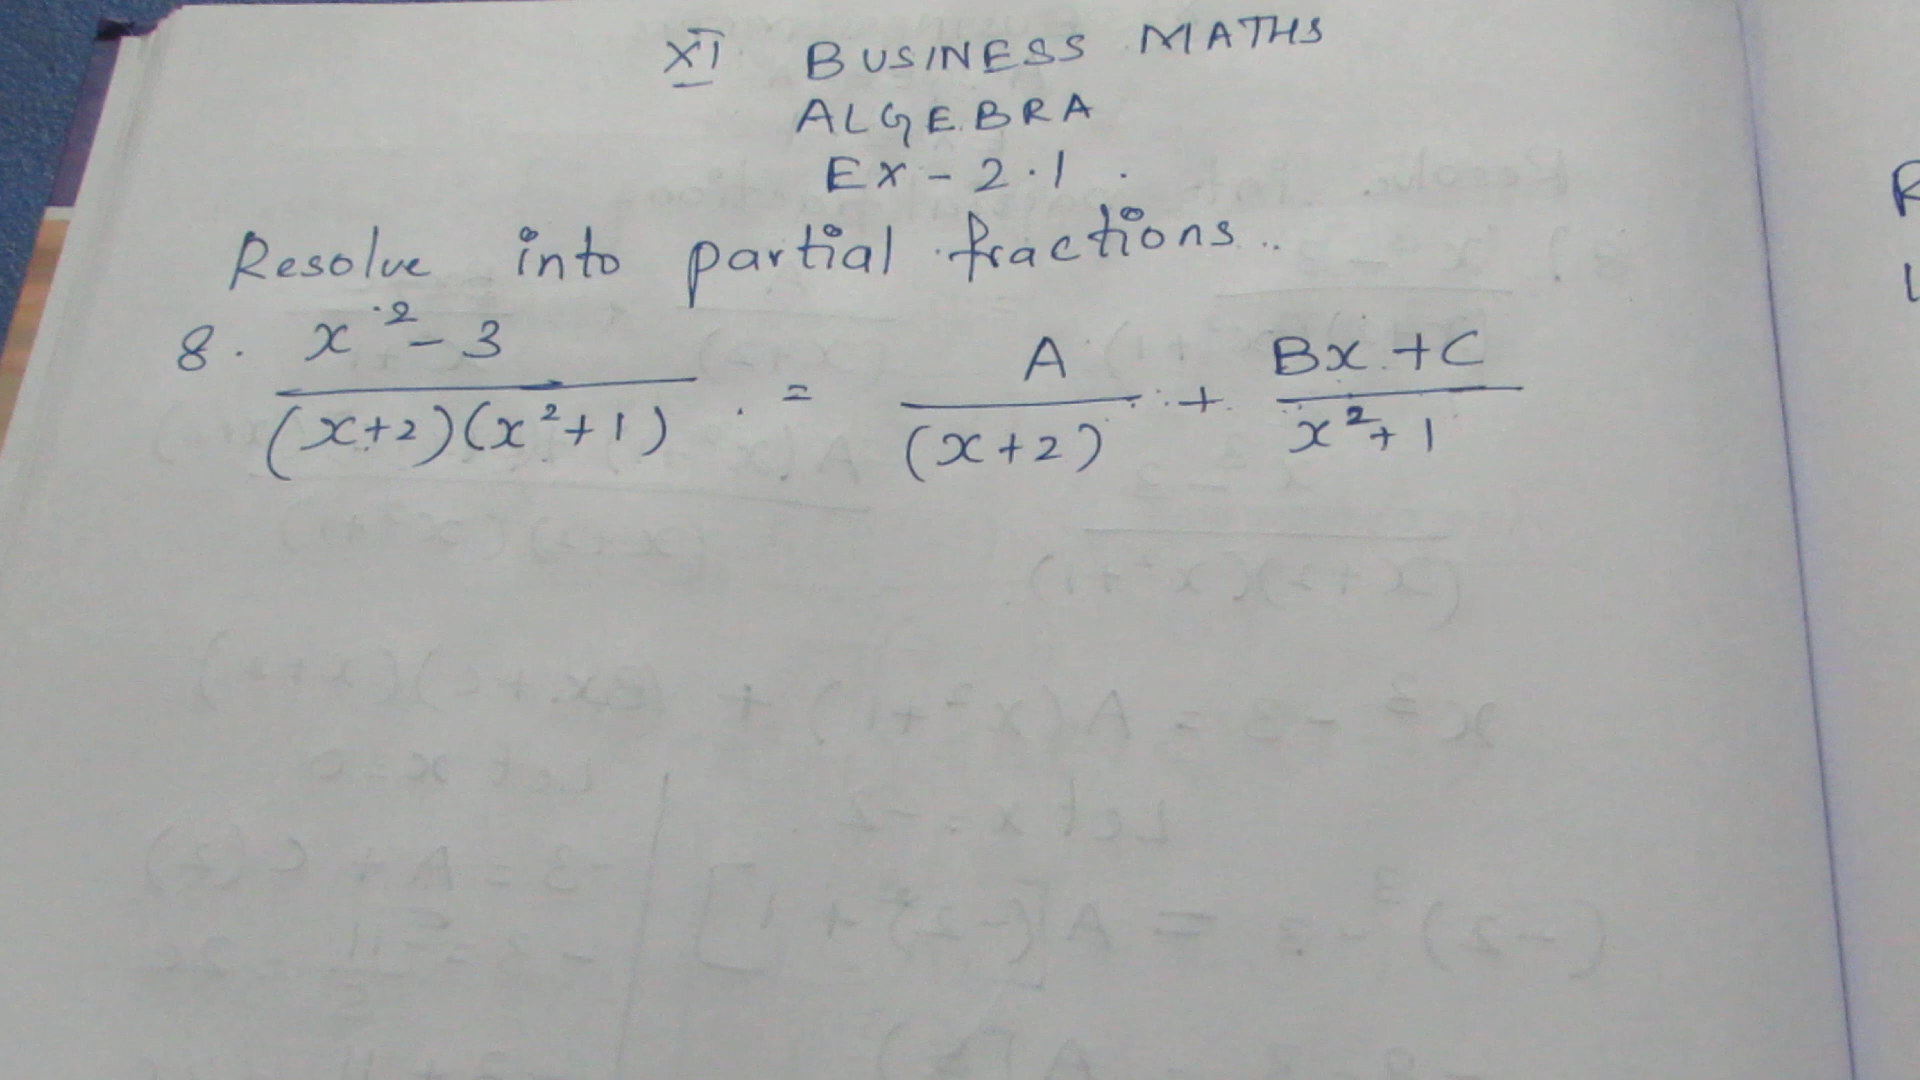 XI BUSINESS MATHS
ALGEBRA
EX - 2.1
Resolve into partial fractions..
8. x² - 3 / (x+2)(x²+1) = A / (x+2) + Bx + C / x² + 1
R